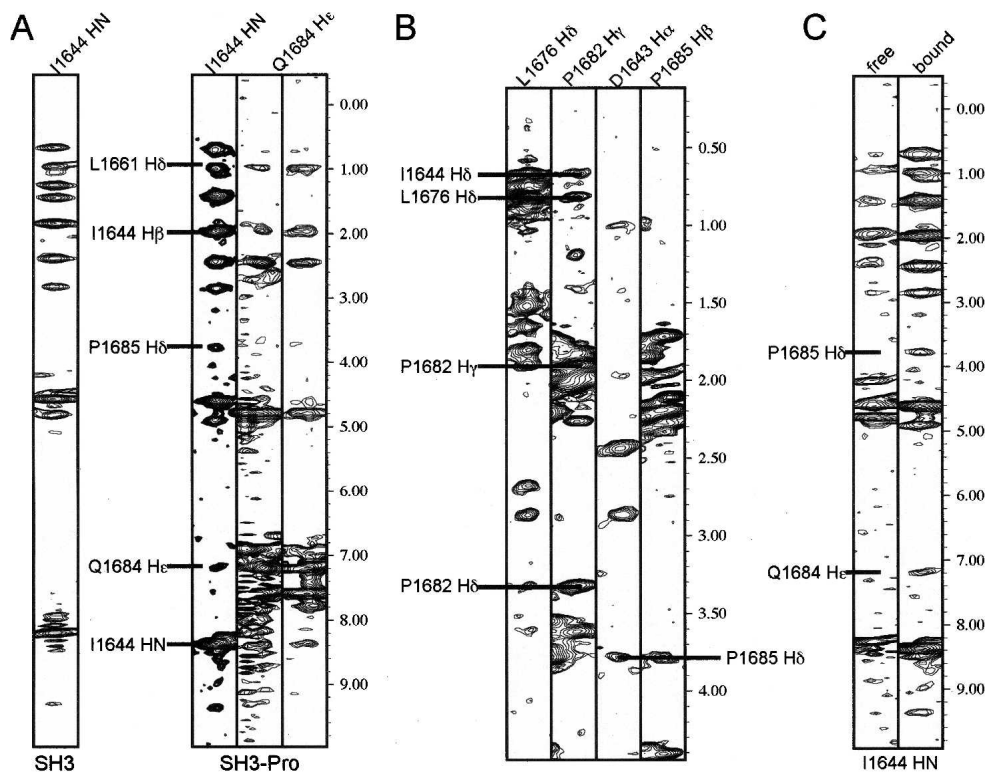 A
I1644 HN
I1644 HN
Q1684 Hε
L1661 Hδ
I1644 Hβ
P1685 Hδ
Q1684 Hε
I1644 HN
0.00
1.00
2.00
3.00
4.00
5.00
6.00
7.00
8.00
9.00
SH3
SH3-Pro
B
L1676 Hδ
P1682 Hγ
D1643 Hα
P1685 Hβ
I1644 Hδ
L1676 Hδ
P1682 Hγ
P1682 Hδ
0.50
1.00
1.50
2.00
2.50
3.00
3.50
4.00
P1685 Hδ
C
free
bound
P1685 Hδ
Q1684 Hε
0.00
1.00
2.00
3.00
4.00
5.00
6.00
7.00
8.00
9.00
I1644 HN